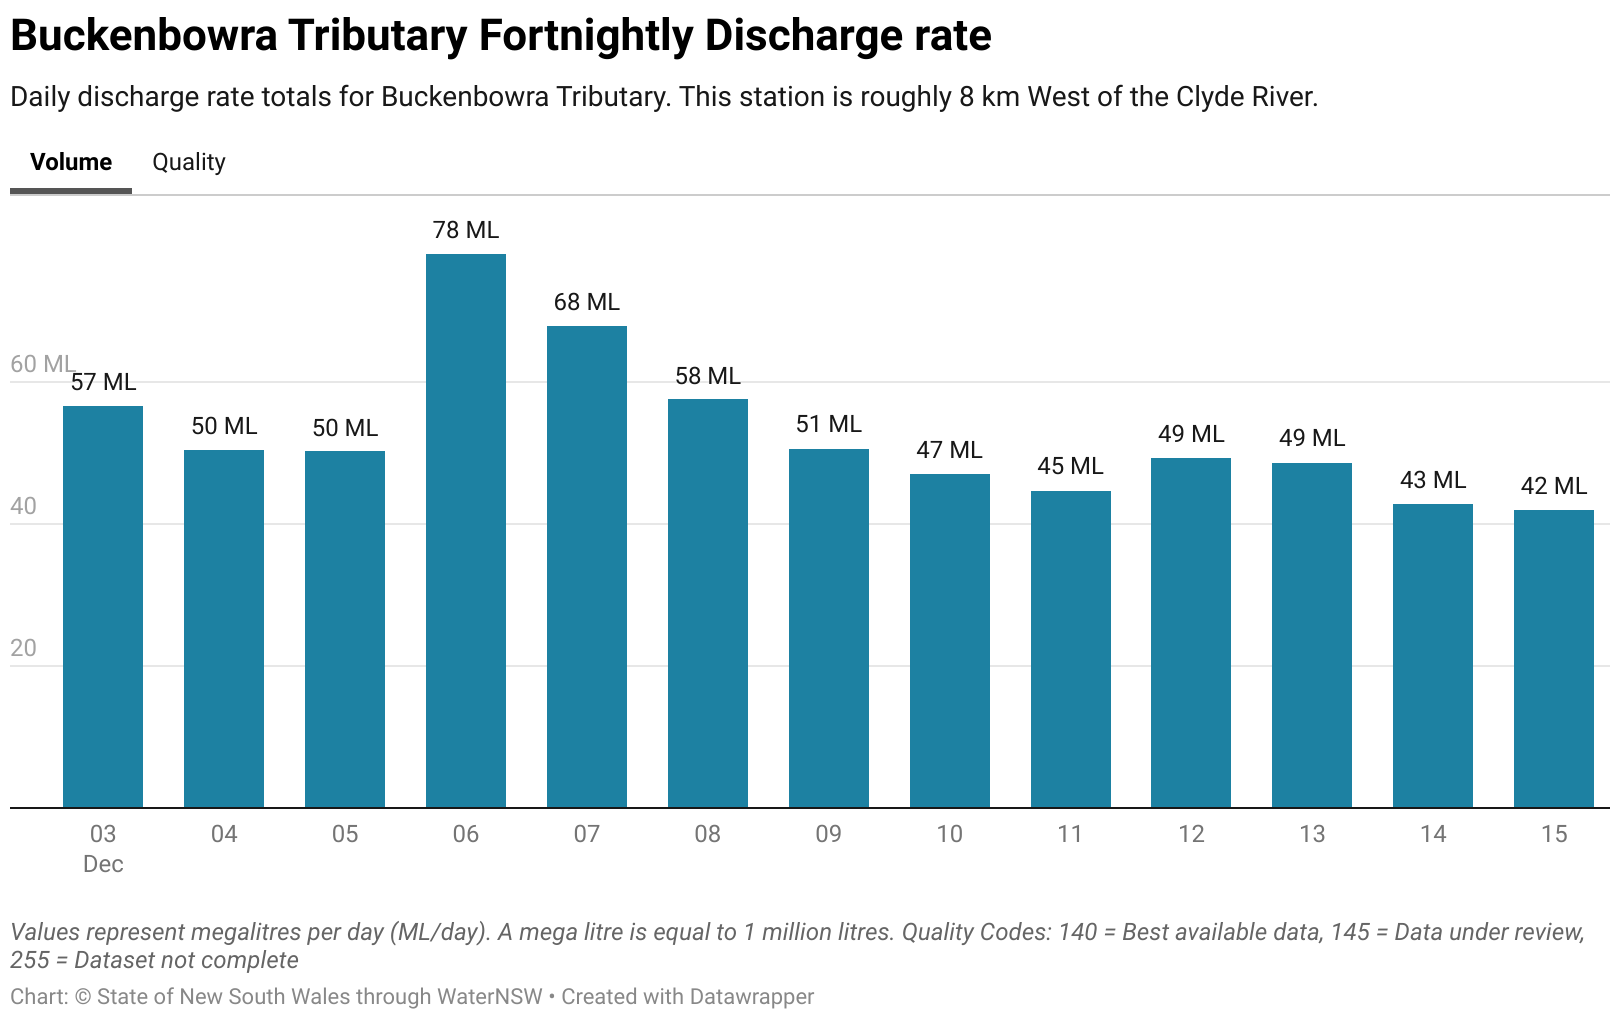 Buckenbowra Tributary Fortnightly Discharge rate
Daily discharge rate totals for Buckenbowra Tributary. This station is roughly 8 km West of the Clyde River.
Volume Quality
78 ML
68 ML
60 ML
57 ML
58 ML
50 ML
50 ML
51 ML
47 ML
45 ML
49 ML
49 ML
43 ML
42 ML
40
20
03 04 05 06 07 08 09 10 11 12 13 14 15
Dec
Values represent megalitres per day (ML/day). A mega litre is equal to 1 million litres. Quality Codes: 140 = Best available data, 145 = Data under review,
255 = Dataset not complete
Chart: © State of New South Wales through WaterNSW • Created with Datawrapper